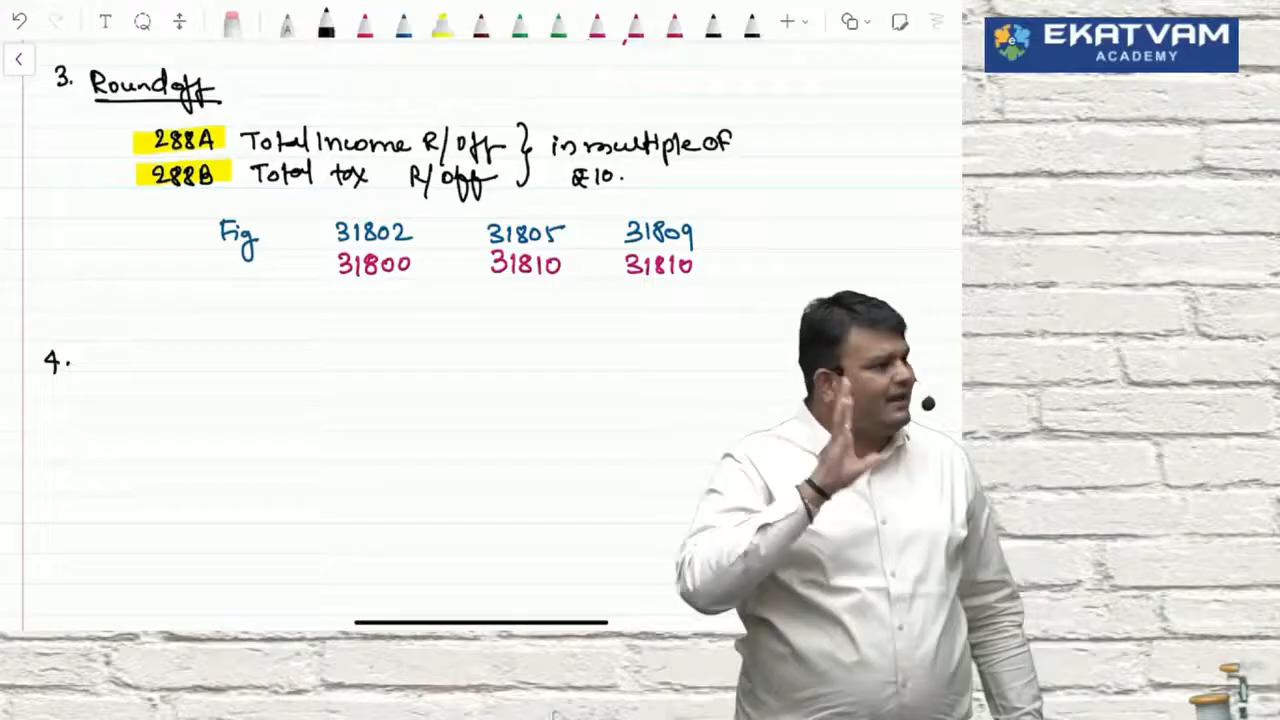 EKATVAM
ACADEMY
3. Roundoff
288A Total Income R/off } in multiple of
288B Total tax R/off ₹10.
Fig 31802 31805 31809
31800 31810 31810
4.